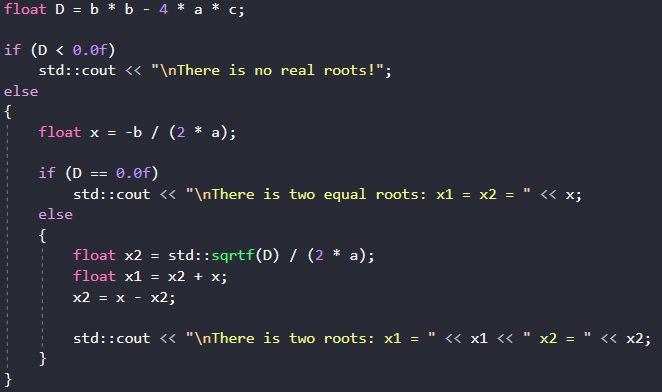 float D = b * b - 4 * a * c;
if (D < 0.0f)
std::cout << "\nThere is no real roots!";
else
{
float x = -b / (2 * a);
if (D == 0.0f)
std::cout << "\nThere is two equal roots: x1 = x2 = " << x;
else
{
float x2 = std::sqrtf(D) / (2 * a);
float x1 = x2 + x;
x2 = x - x2;
std::cout << "\nThere is two roots: x1 = " << x1 << " x2 = " << x2;
}
}